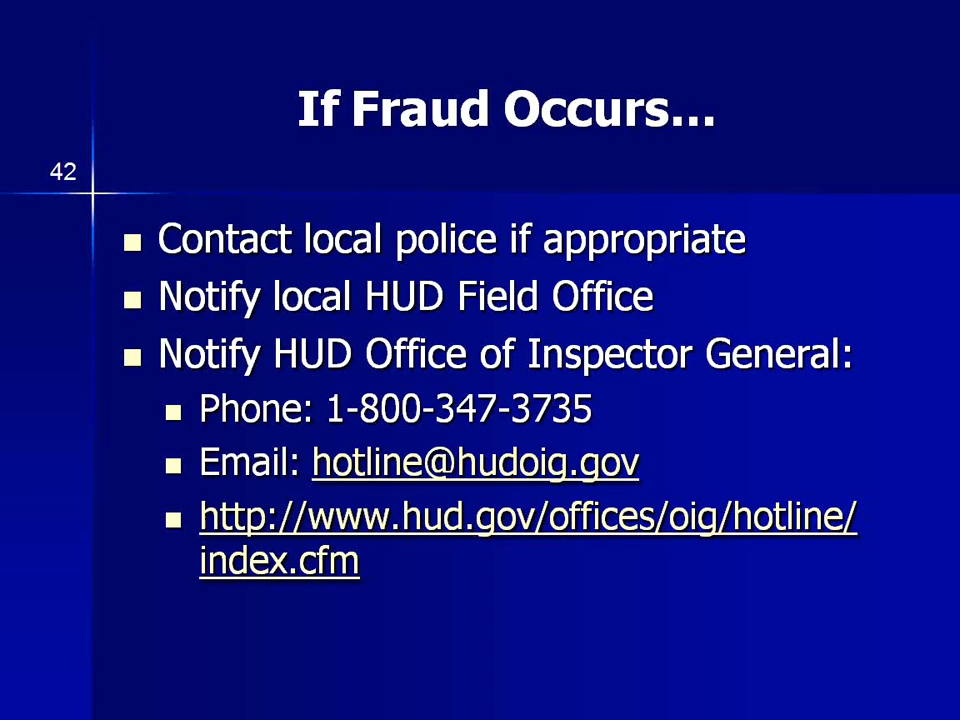 If Fraud Occurs...
42
Contact local police if appropriate
Notify local HUD Field Office
Notify HUD Office of Inspector General:
Phone: 1-800-347-3735
Email: hotline@hudoig.gov
http://www.hud.gov/offices/oig/hotline/
index.cfm